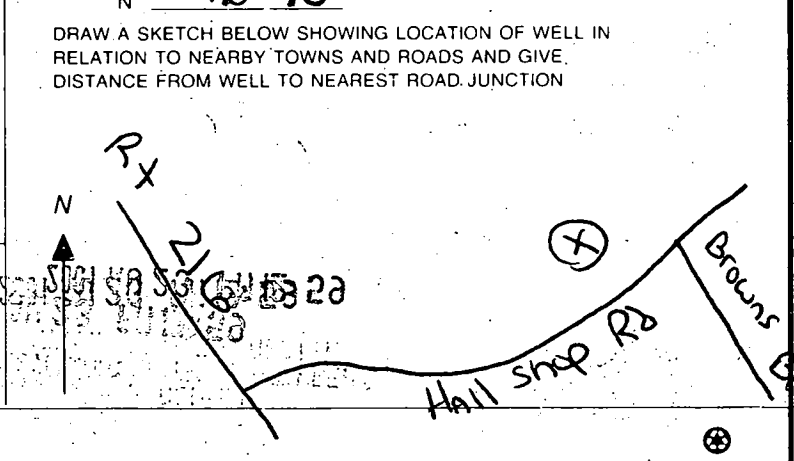 N
DRAW A SKETCH BELOW SHOWING LOCATION OF WELL IN
RELATION TO NEARBY TOWNS AND ROADS AND GIVE
DISTANCE FROM WELL TO NEAREST ROAD JUNCTION
Rx 216
N
X
Browns
Hall Shop Rd